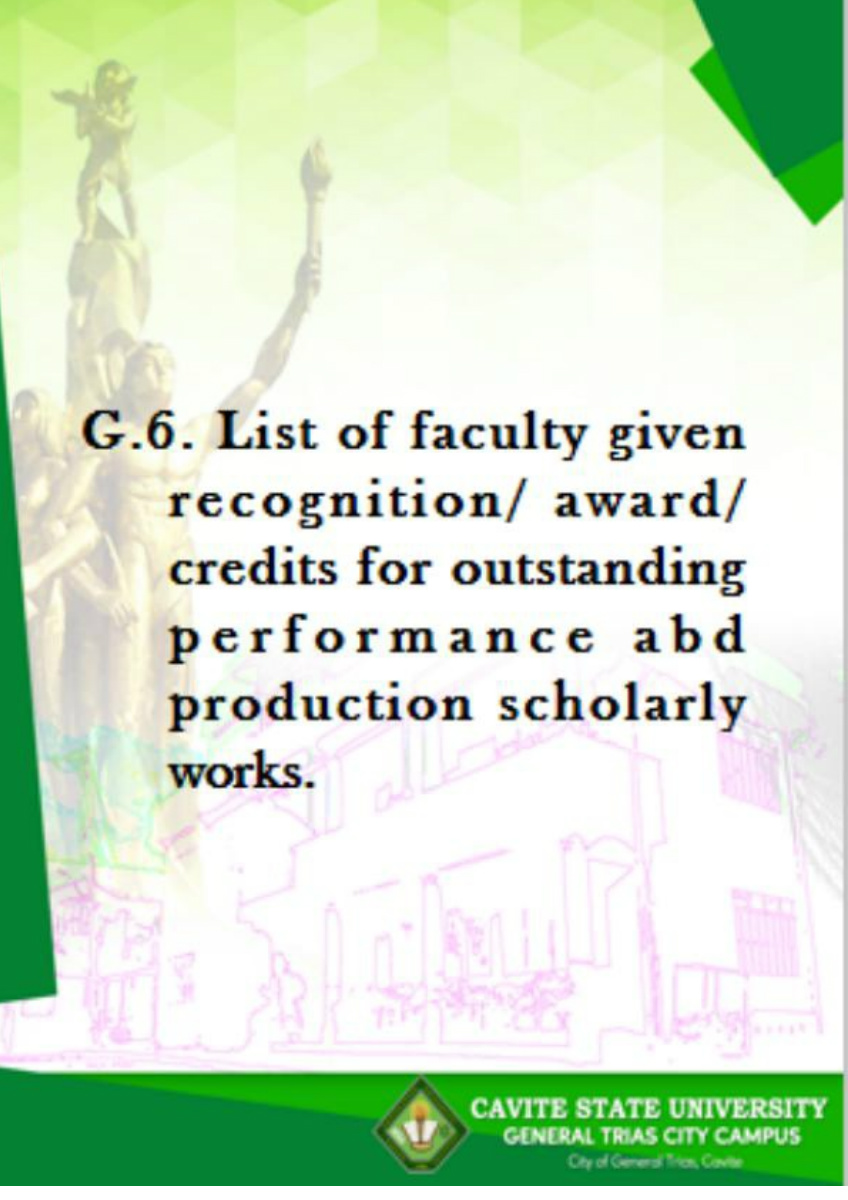 G.6. List of faculty given
recognition/ award/
credits for outstanding
performance abd
production scholarly
works.
CAVITE STATE UNIVERSITY
GENERAL TRIAS CITY CAMPUS
City of General Trias, Cavite